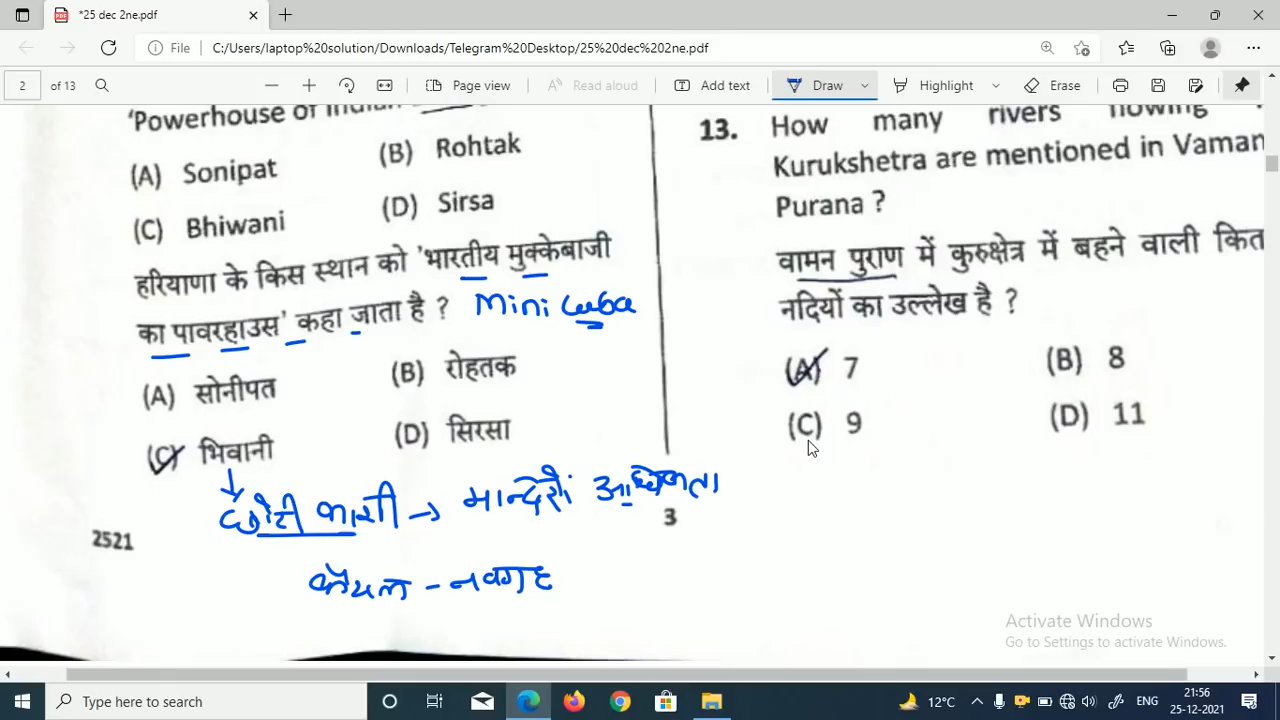 *25 dec 2ne.pdf
File C:/Users/laptop%20solution/Downloads/Telegram%20Desktop/25%20dec%202ne.pdf
2 of 13 Page view Read aloud Add text Draw Highlight Erase
'Powerhouse of Indian
(A) Sonipat (B) Rohtak
(C) Bhiwani (D) Sirsa
हरियाणा के किस स्थान को 'भारतीय मुक्केबाजी
का पावरहाउस' कहा जाता है ? Mini Cuba
(A) सोनीपत (B) रोहतक
(C) भिवानी (D) सिरसा
छोटी काशी →
2521
कैथल - नवग्रह
13. How many rivers flowing
Kurukshetra are mentioned in Vaman
Purana ?
वामन पुराण में कुरुक्षेत्र में बहने वाली कित
नदियों का उल्लेख है ?
(A) 7 (B) 8
(C) 9 (D) 11
3
Activate Windows
Go to Settings to activate Windows.
Type here to search 12°C ENG 21:56
25-12-2021